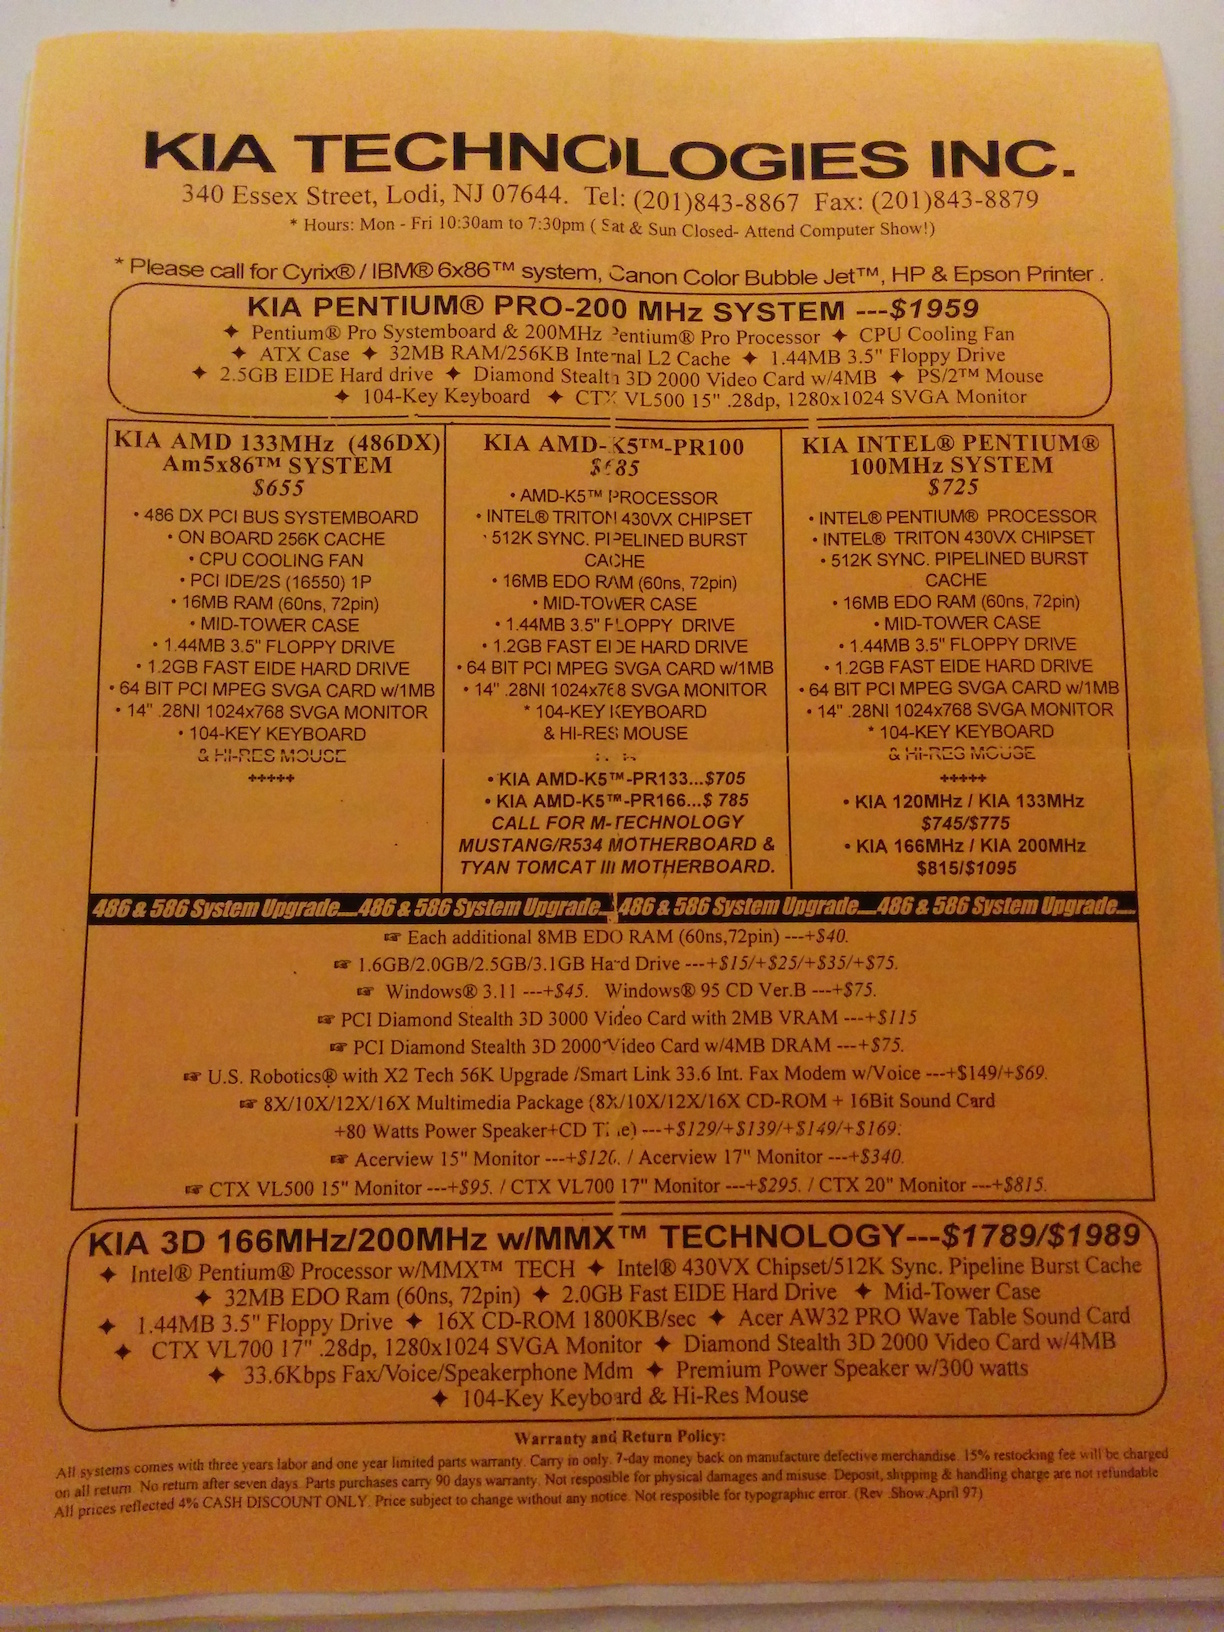 KIA TECHNOLOGIES INC.
340 Essex Street, Lodi, NJ 07644. Tel: (201)843-8867 Fax: (201)843-8879
* Hours: Mon - Fri 10:30am to 7:30pm ( Sat & Sun Closed- Attend Computer Show!)
* Please call for Cyrix® / IBM® 6x86™ system, Canon Color Bubble Jet™, HP & Epson Printer .
KIA PENTIUM® PRO-200 MHz SYSTEM ---$1959
✦ Pentium® Pro Systemboard & 200MHz Pentium® Pro Processor ✦ CPU Cooling Fan
✦ ATX Case ✦ 32MB RAM/256KB Internal L2 Cache ✦ 1.44MB 3.5" Floppy Drive
✦ 2.5GB EIDE Hard drive ✦ Diamond Stealth 3D 2000 Video Card w/4MB ✦ PS/2™ Mouse
✦ 104-Key Keyboard ✦ CTX VL500 15" .28dp, 1280x1024 SVGA Monitor
KIA AMD 133MHz (486DX)
Am5x86™ SYSTEM
$655
• 486 DX PCI BUS SYSTEMBOARD
• ON BOARD 256K CACHE
• CPU COOLING FAN
• PCI IDE/2S (16550) 1P
• 16MB RAM (60ns, 72pin)
• MID-TOWER CASE
• 1.44MB 3.5" FLOPPY DRIVE
• 1.2GB FAST EIDE HARD DRIVE
• 64 BIT PCI MPEG SVGA CARD w/1MB
• 14" .28NI 1024x768 SVGA MONITOR
• 104-KEY KEYBOARD
& HI-RES MOUSE
+++++
KIA AMD-K5™-PR100
• AMD-K5™ PROCESSOR
• INTEL® TRITON 430VX CHIPSET
• 512K SYNC. PIPELINED BURST
CACHE
• 16MB EDO RAM (60ns, 72pin)
• MID-TOWER CASE
• 1.44MB 3.5" FLOPPY DRIVE
• 1.2GB FAST EIDE HARD DRIVE
• 64 BIT PCI MPEG SVGA CARD w/1MB
• 14" .28NI 1024x768 SVGA MONITOR
* 104-KEY KEYBOARD
& HI-RES MOUSE
• KIA AMD-K5™-PR133...$705
• KIA AMD-K5™-PR166...$ 785
CALL FOR M-TECHNOLOGY
MUSTANG/R534 MOTHERBOARD &
TYAN TOMCAT III MOTHERBOARD.
KIA INTEL® PENTIUM®
100MHz SYSTEM
$725
• INTEL® PENTIUM® PROCESSOR
• INTEL® TRITON 430VX CHIPSET
• 512K SYNC. PIPELINED BURST
CACHE
• 16MB EDO RAM (60ns, 72pin)
• MID-TOWER CASE
• 1.44MB 3.5" FLOPPY DRIVE
• 1.2GB FAST EIDE HARD DRIVE
• 64 BIT PCI MPEG SVGA CARD w/1MB
• 14" .28NI 1024x768 SVGA MONITOR
* 104-KEY KEYBOARD
& HI-RES MOUSE
+++++
• KIA 120MHz / KIA 133MHz
$745/$775
• KIA 166MHz / KIA 200MHz
$815/$1095
486 & 586 System Upgrade....486 & 586 System Upgrade....486 & 586 System Upgrade....486 & 586 System Upgrade....
☞ Each additional 8MB EDO RAM (60ns,72pin) ---+$40.
☞ 1.6GB/2.0GB/2.5GB/3.1GB Hard Drive ---+$15/+$25/+$35/+$75.
☞ Windows® 3.11 ---+$45. Windows® 95 CD Ver.B ---+$75.
☞ PCI Diamond Stealth 3D 3000 Video Card with 2MB VRAM ---+$115
☞ PCI Diamond Stealth 3D 2000 Video Card w/4MB DRAM ---+$75.
☞ U.S. Robotics® with X2 Tech 56K Upgrade /Smart Link 33.6 Int. Fax Modem w/Voice ---+$149/+$69.
☞ 8X/10X/12X/16X Multimedia Package (8X/10X/12X/16X CD-ROM + 16Bit Sound Card
+80 Watts Power Speaker+CD ---+$129/+$139/+$149/+$169.
☞ Acerview 15" Monitor ---+$120. / Acerview 17" Monitor ---+$340.
☞ CTX VL500 15" Monitor ---+$95. / CTX VL700 17" Monitor ---+$295. / CTX 20" Monitor ---+$815.
KIA 3D 166MHz/200MHz w/MMX™ TECHNOLOGY---$1789/$1989
✦ Intel® Pentium® Processor w/MMX™ TECH ✦ Intel® 430VX Chipset/512K Sync. Pipeline Burst Cache
✦ 32MB EDO Ram (60ns, 72pin) ✦ 2.0GB Fast EIDE Hard Drive ✦ Mid-Tower Case
✦ 1.44MB 3.5" Floppy Drive ✦ 16X CD-ROM 1800KB/sec ✦ Acer AW32 PRO Wave Table Sound Card
✦ CTX VL700 17" .28dp, 1280x1024 SVGA Monitor ✦ Diamond Stealth 3D 2000 Video Card w/4MB
✦ 33.6Kbps Fax/Voice/Speakerphone Mdm ✦ Premium Power Speaker w/300 watts
✦ 104-Key Keyboard & Hi-Res Mouse
Warranty and Return Policy:
All systems comes with three years labor and one year limited parts warranty. Carry in only. 7-day money back on manufacture defective merchandise. 15% restocking fee will be charged
on all return. No return after seven days. Parts purchases carry 90 days warranty. Not resposible for physical damages and misuse. Deposit, shipping & handling charge are not refundable
All prices reflected 4% CASH DISCOUNT ONLY. Price subject to change without any notice. Not resposible for typographic error. (Rev .Show.April 97)